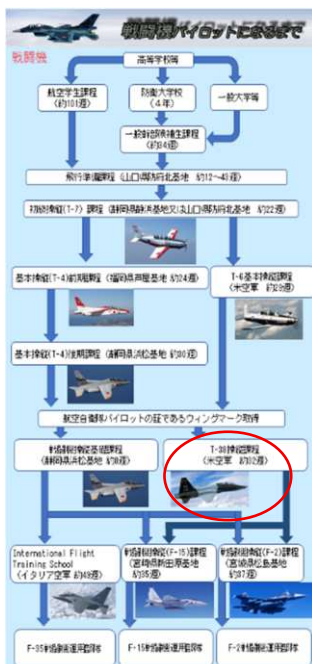 戦闘機パイロットになるまで
戦闘機
高等学校等
航空学生課程
(約101週)
防衛大学校
(4年)
一般大学等
一般幹部候補生課程
(約24週)
飛行準備課程 (山口県防府北基地 約12～43週)
初級操縦(T-7)課程 (静岡県静浜基地又は山口県防府北基地 約22週)
基本操縦(T-4)前期課程 (福岡県芦屋基地 約24週)
T-6基本操縦課程
(米空軍 約29週)
基本操縦(T-4)後期課程 (静岡県浜松基地 約30週)
航空自衛隊パイロットの証であるウィングマーク取得
戦闘機操縦基礎課程
(静岡県浜松基地 約8週)
T-38操縦課程
(米空軍 約32週)
International Flight
Training School
(イタリア空軍 約43週)
戦闘機操縦(F-15)課程
(宮崎県新田原基地
約35週)
戦闘機操縦(F-2)課程
(宮城県松島基地
約37週)
F-35戦闘機運用部隊
F-15戦闘機運用部隊
F-2戦闘機運用部隊